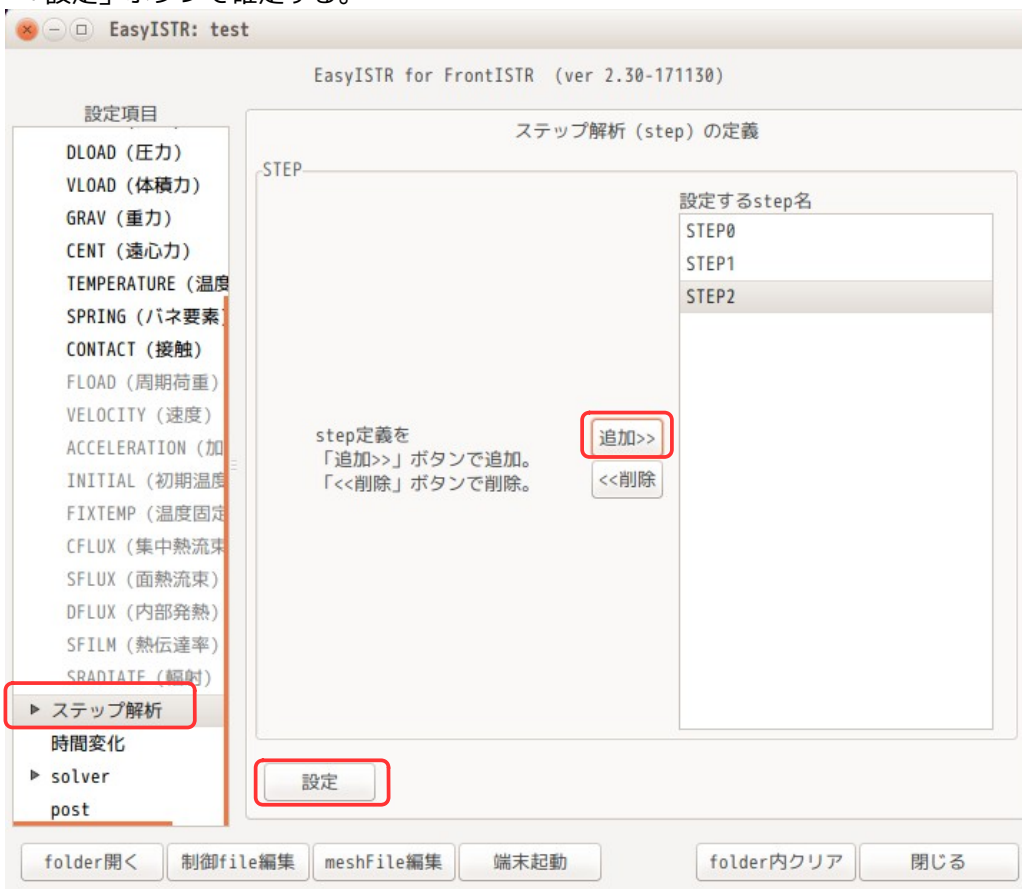 設定」ボタンで確定する。
EasyISTR: test
EasyISTR for FrontISTR (ver 2.30-171130)
設定項目
DLOAD (圧力)
VLOAD (体積力)
GRAV (重力)
CENT (遠心力)
TEMPERATURE (温度
SPRING (バネ要素)
CONTACT (接触)
FLOAD (周期荷重)
VELOCITY (速度)
ACCELERATION (加
INITIAL (初期温度
FIXTEMP (温度固定
CFLUX (集中熱流束
SFLUX (面熱流束)
DFLUX (内部発熱)
SFILM (熱伝達率)
SRADIATE (輻射)
ステップ解析
時間変化
solver
post
ステップ解析 (step) の定義
STEP
設定するstep名
STEP0
STEP1
STEP2
step定義を
「追加>>」ボタンで追加。
「<<削除」ボタンで削除。
追加>>
<<削除
設定
folder開く
制御file編集
meshFile編集
端末起動
folder内クリア
閉じる